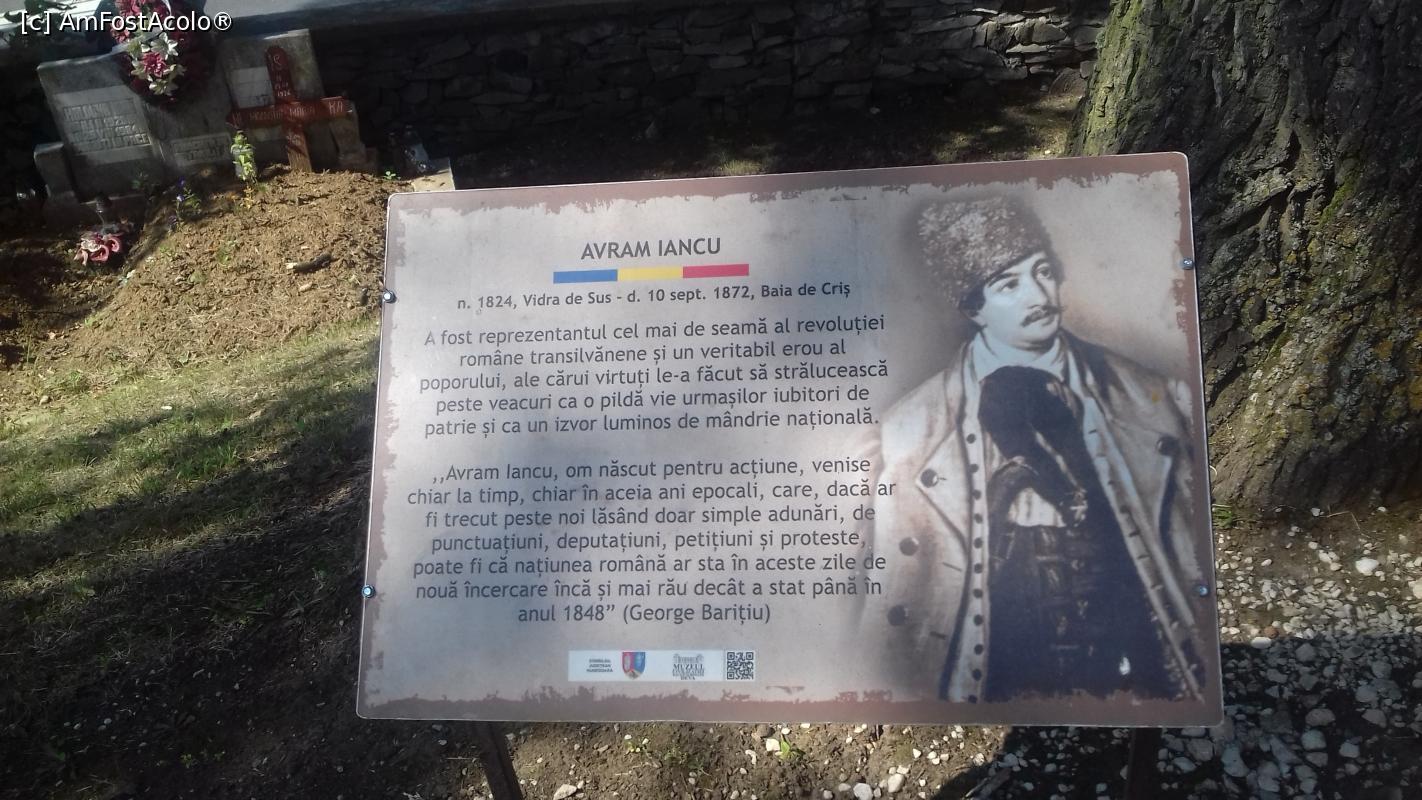 [c] AmFostAcolo®
AVRAM IANCU
n. 1824, Vidra de Sus - d. 10 sept. 1872, Baia de Criș
A fost reprezentantul cel mai de seamă al revoluției
române transilvănene și un veritabil erou al
poporului, ale cărui virtuți le-a făcut să strălucească
peste veacuri ca o pildă vie urmașilor iubitori de
patrie și ca un izvor luminos de mândrie națională.
,,Avram Iancu, om născut pentru acțiune, venise
chiar la timp, chiar în aceia ani epocali, care, dacă ar
fi trecut peste noi lăsând doar simple adunări, de
punctuațiuni, deputațiuni, petițiuni și proteste,
poate fi că națiunea română ar sta în aceste zile de
nouă încercare încă și mai rău decât a stat până în
anul 1848” (George Barițiu)
CONSILIUL
JUDEȚEAN
HUNEDOARA
MUZEUL
DEVA